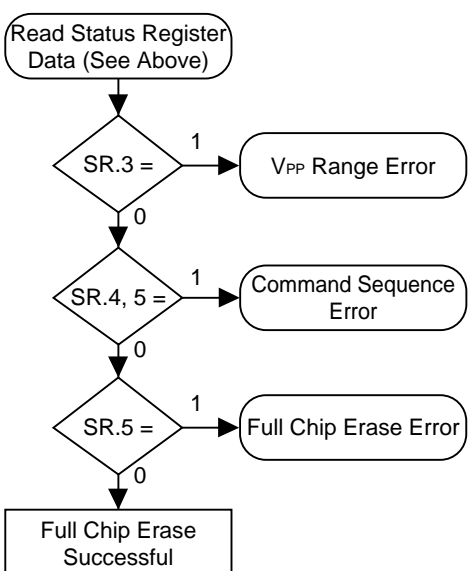 Read Status Register
Data (See Above)
SR.3 =
1
VPP Range Error
0
SR.4, 5 =
1
Command Sequence
Error
0
SR.5 =
1
Full Chip Erase Error
0
Full Chip Erase
Successful